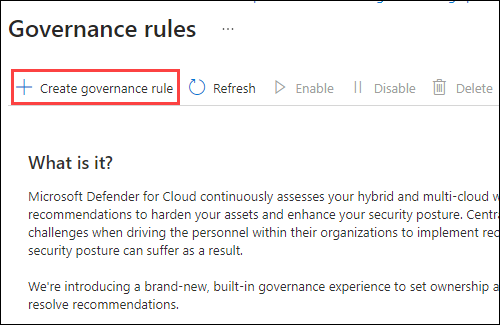 Governance rules ...
+ Create governance rule Refresh Enable Disable Delete
What is it?
Microsoft Defender for Cloud continuously assesses your hybrid and multi-cloud w
recommendations to harden your assets and enhance your security posture. Centra
challenges when driving the personnel within their organizations to implement rec
security posture can suffer as a result.
We're introducing a brand-new, built-in governance experience to set ownership a
resolve recommendations.